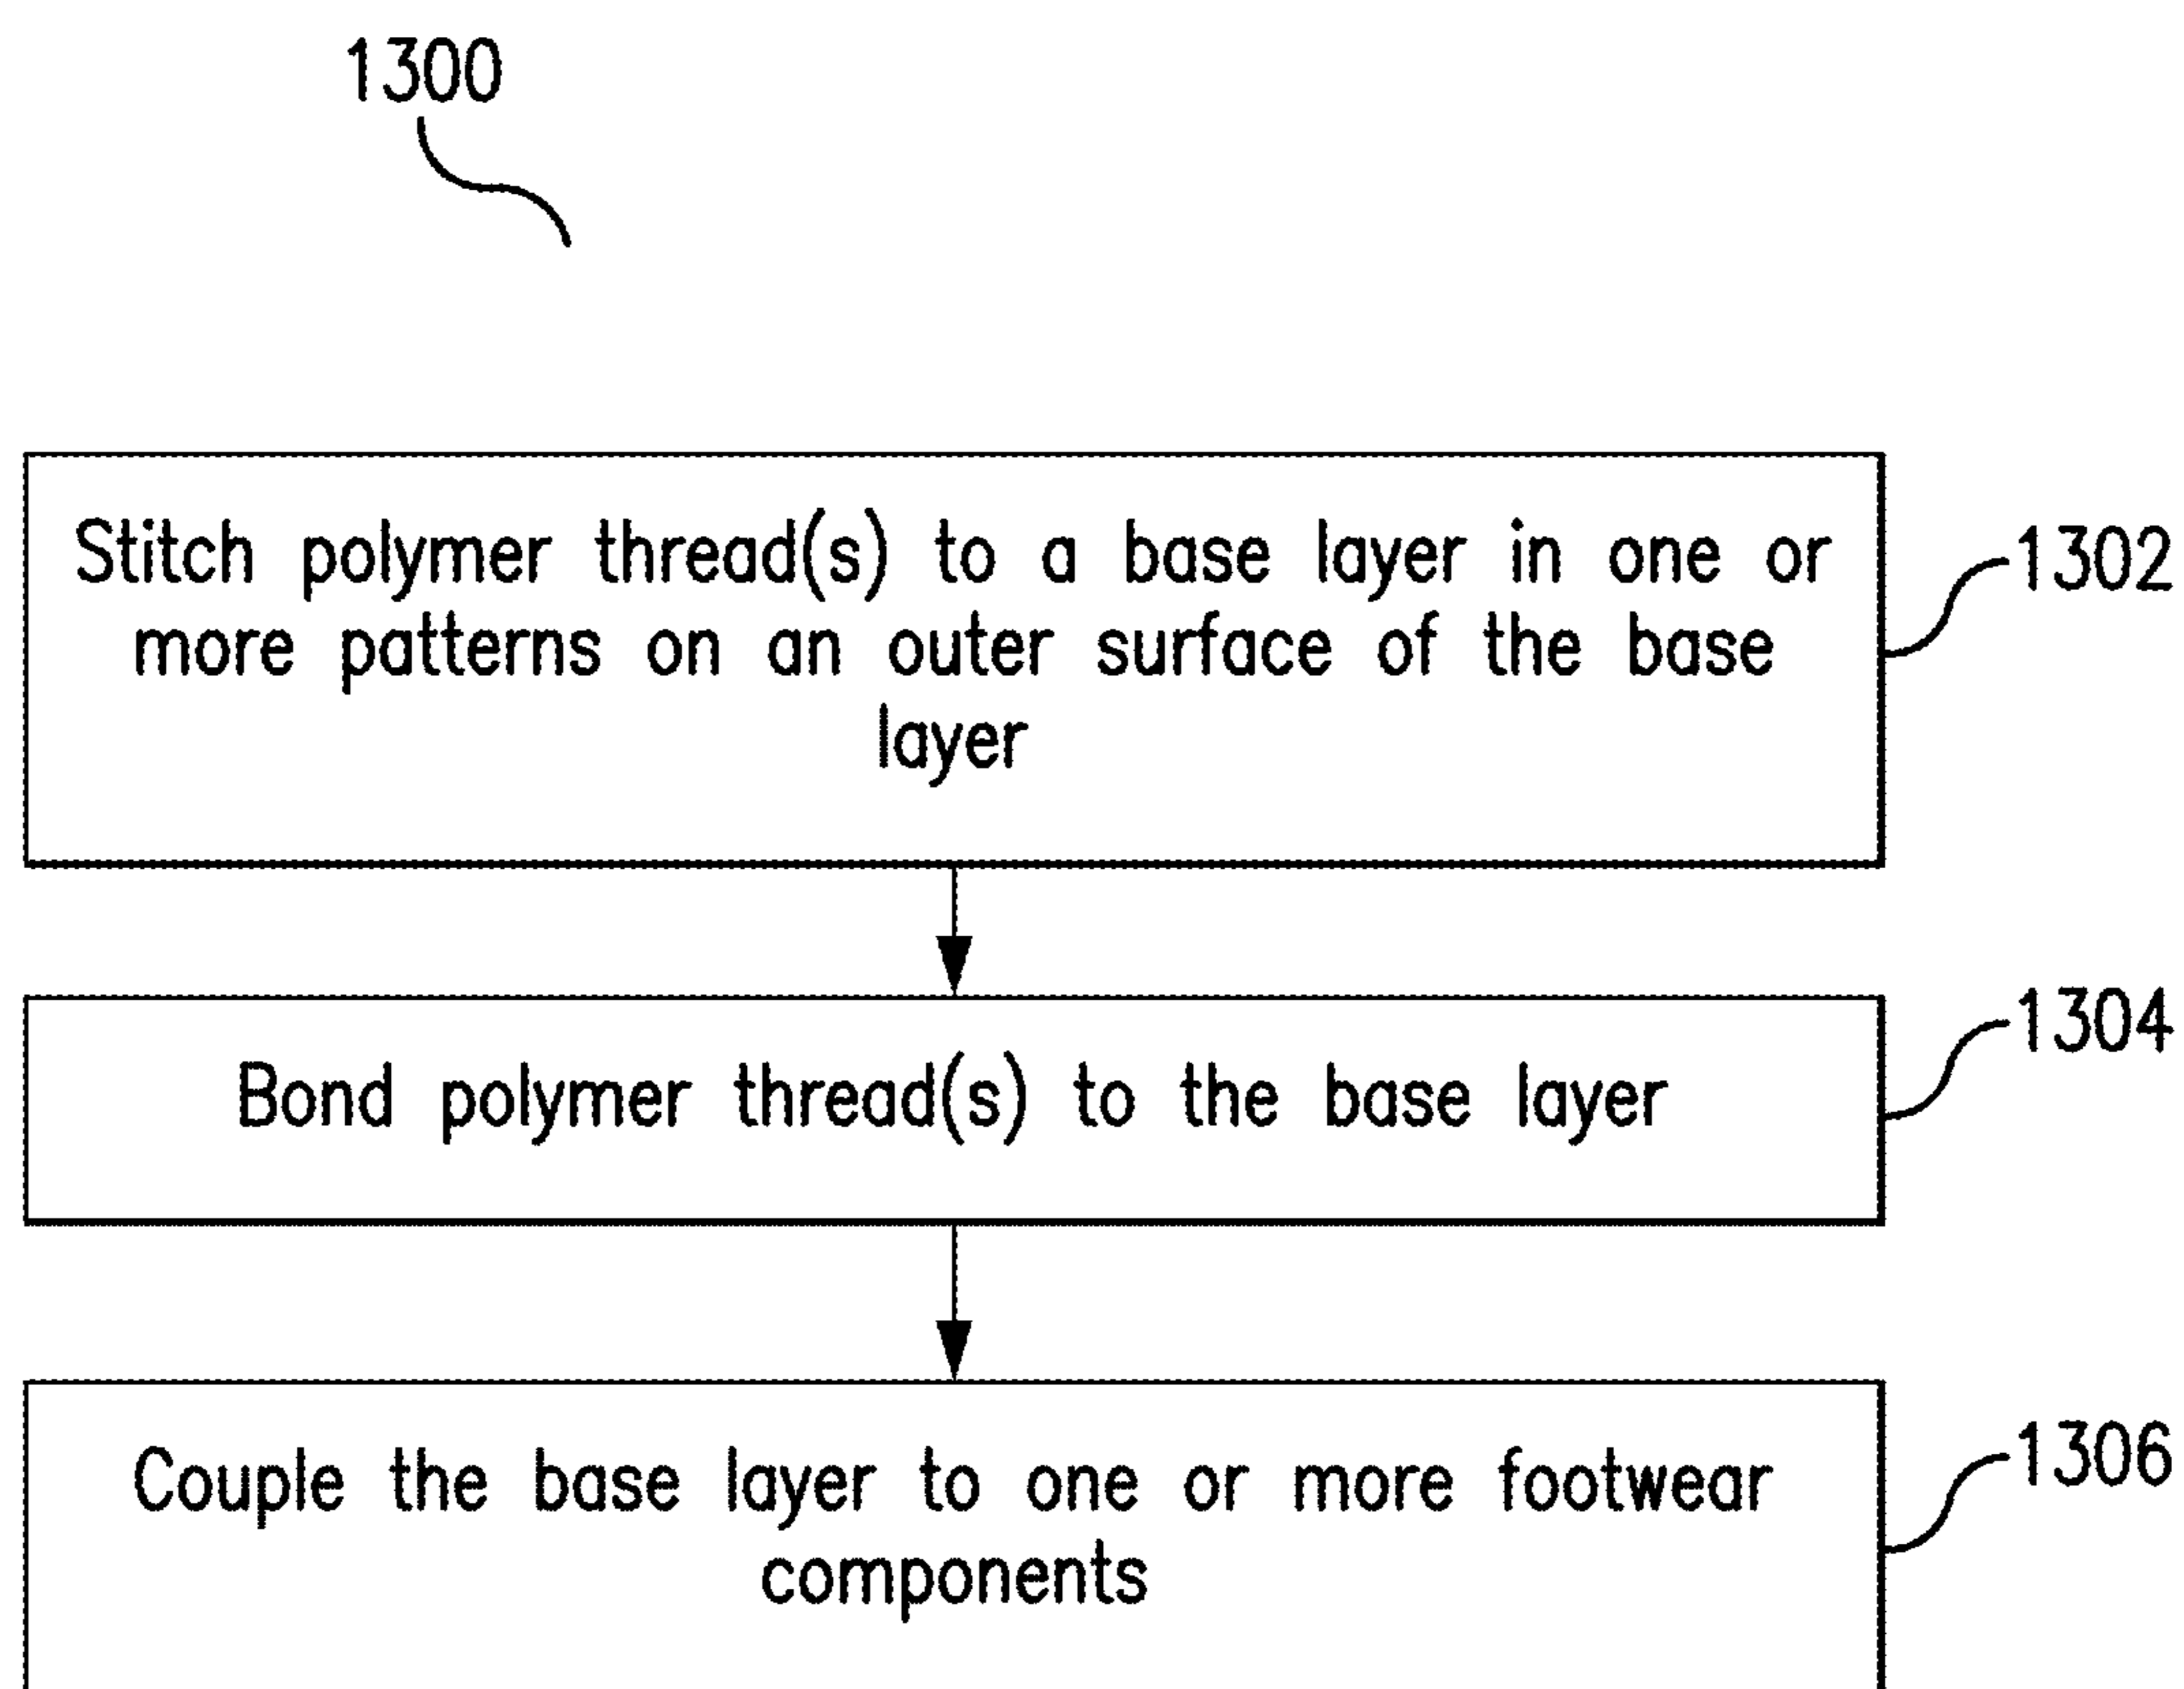 1300
Stitch polymer thread(s) to a base layer in one or
more patterns on an outer surface of the base
layer
1302
Bond polymer thread(s) to the base layer
1304
Couple the base layer to one or more footwear
components
1306